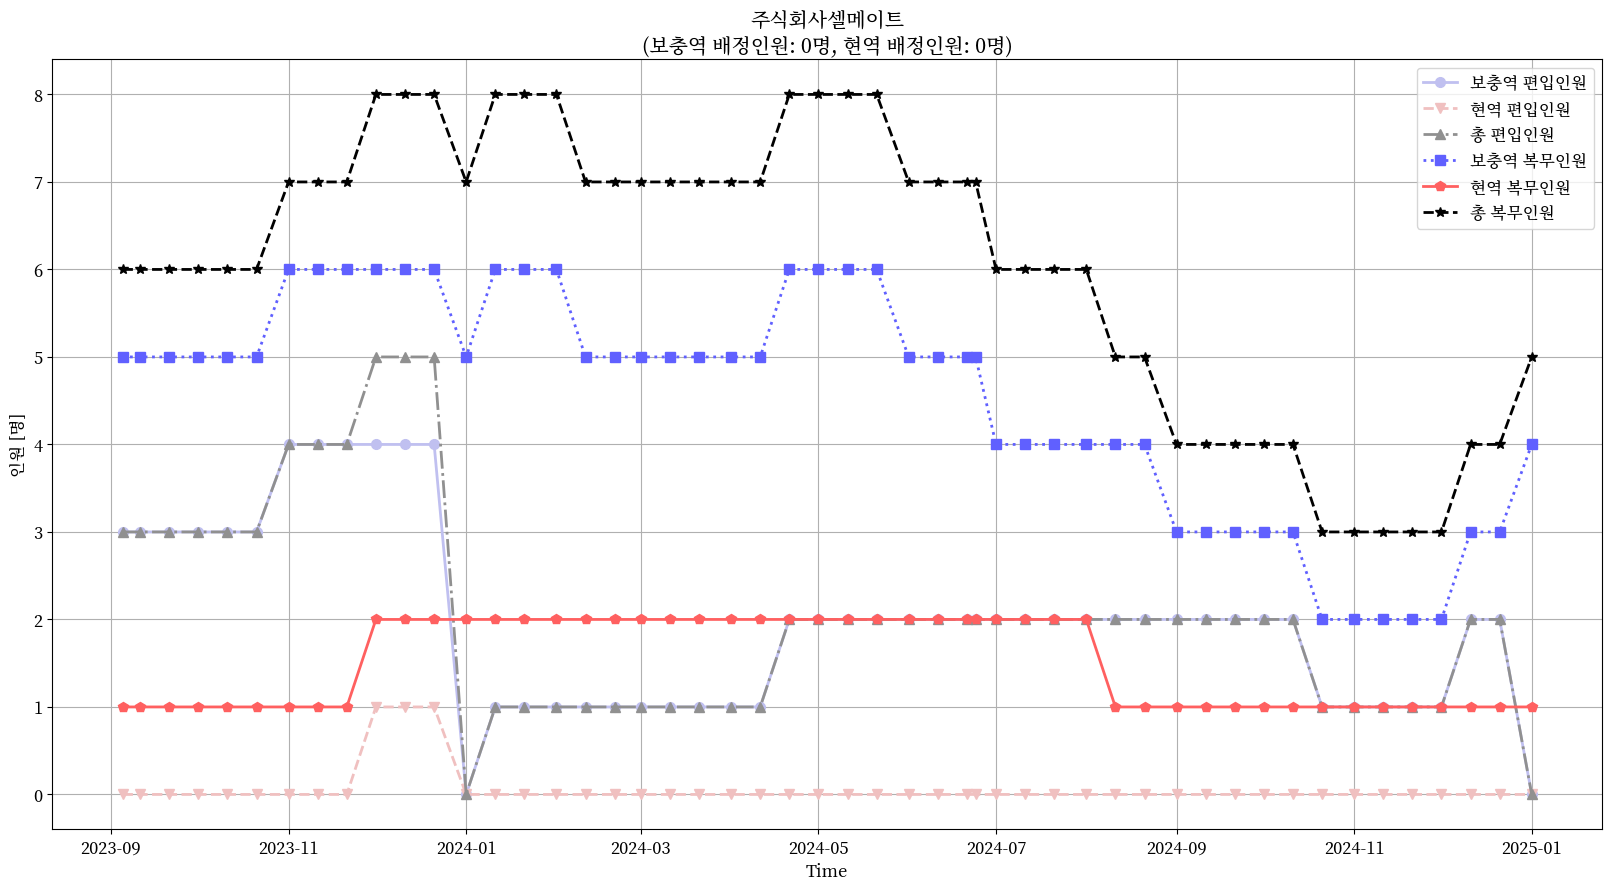 주식회사셀메이트
(보충역 배정인원: 0명, 현역 배정인원: 0명)
보충역 편입인원
현역 편입인원
총 편입인원
보충역 복무인원
현역 복무인원
총 복무인원
인원 [명]
8
7
6
5
4
3
2
1
0
2023-09
2023-11
2024-01
2024-03
2024-05
2024-07
2024-09
2024-11
2025-01
Time